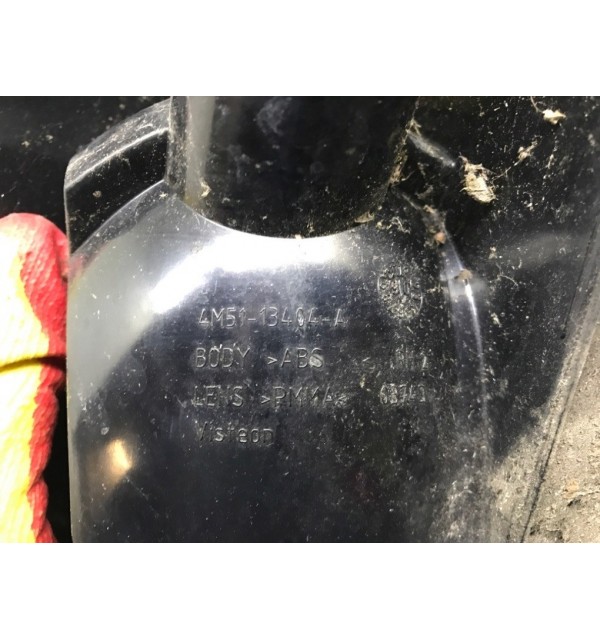 4M51-13404-A
BODY >ABS
LENS >PMMA<
Visteon